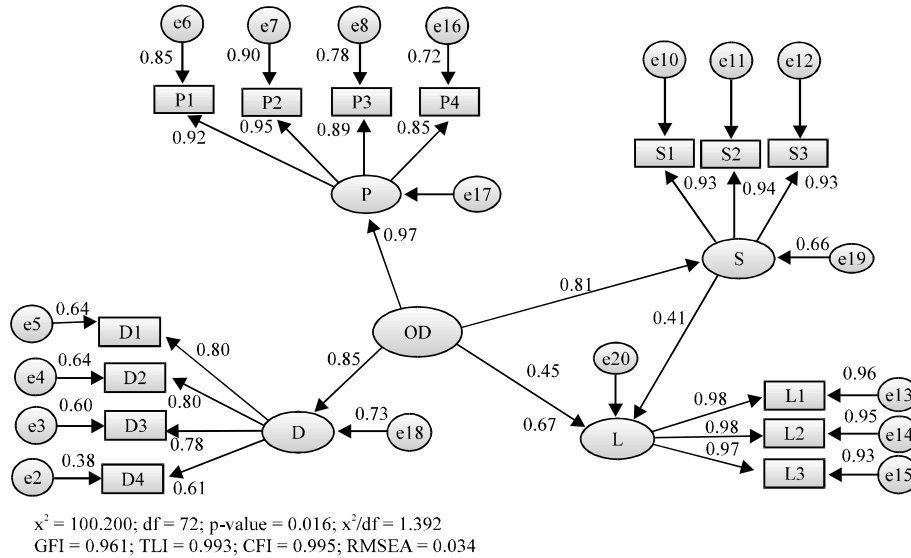 e6 e7 e8 e16
0.85 0.90 0.78 0.72
P1 P2 P3 P4
0.92 0.95 0.89 0.85
P e17
0.97
e10 e11 e12
S1 S2 S3
0.93 0.94 0.93
S 0.66 e19
0.81
0.41
OD
0.85
0.45
0.67
e20
L
e5 0.64 D1 0.80
e4 0.64 D2 0.80
e3 0.60 D3 0.78
e2 0.38 D4 0.61
D 0.73 e18
0.98 L1 0.96 e13
0.98 L2 0.95 e14
0.97 L3 0.93 e15
x² = 100.200; df = 72; p-value = 0.016; x²/df = 1.392
GFI = 0.961; TLI = 0.993; CFI = 0.995; RMSEA = 0.034